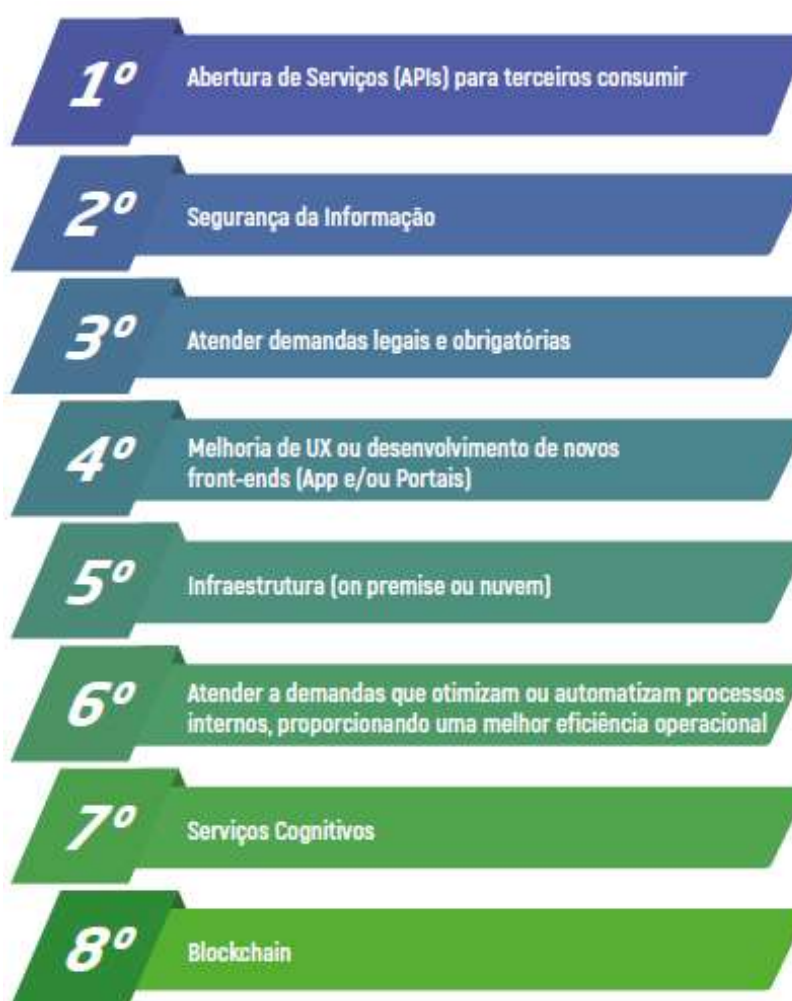 1º
Abertura de Serviços (APIs) para terceiros consumir
2º
Segurança da Informação
3º
Atender demandas legais e obrigatórias
4º
Melhoria de UX ou desenvolvimento de novos
front-ends (App e/ou Portais)
5º
Infraestrutura (on premise ou nuvem)
6º
Atender a demandas que otimizam ou automatizam processos
internos, proporcionando uma melhor eficiência operacional
7º
Serviços Cognitivos
8º
Blockchain